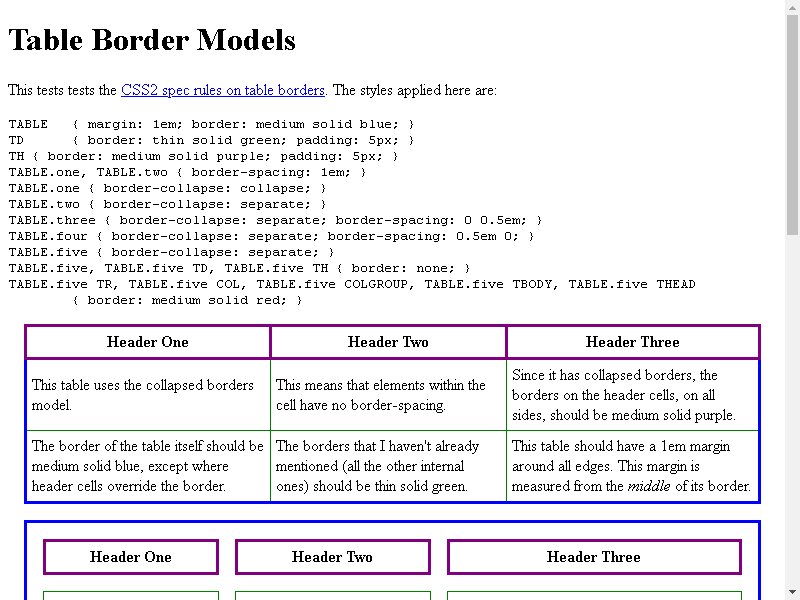 Table Border Models
This tests tests the CSS2 spec rules on table borders. The styles applied here are:
TABLE   { margin: 1em; border: medium solid blue; }
TD      { border: thin solid green; padding: 5px; }
TH { border: medium solid purple; padding: 5px; }
TABLE.one, TABLE.two { border-spacing: 1em; }
TABLE.one { border-collapse: collapse; }
TABLE.two { border-collapse: separate; }
TABLE.three { border-collapse: separate; border-spacing: 0 0.5em; }
TABLE.four { border-collapse: separate; border-spacing: 0.5em 0; }
TABLE.five { border-collapse: separate; }
TABLE.five, TABLE.five TD, TABLE.five TH { border: none; }
TABLE.five TR, TABLE.five COL, TABLE.five COLGROUP, TABLE.five TBODY, TABLE.five THEAD
        { border: medium solid red; }
Header One
Header Two
Header Three
This table uses the collapsed borders
model.
This means that elements within the
cell have no border-spacing.
Since it has collapsed borders, the
borders on the header cells, on all
sides, should be medium solid purple.
The border of the table itself should be
medium solid blue, except where
header cells override the border.
The borders that I haven't already
mentioned (all the other internal
ones) should be thin solid green.
This table should have a 1em margin
around all edges. This margin is
measured from the middle of its border.
Header One
Header Two
Header Three